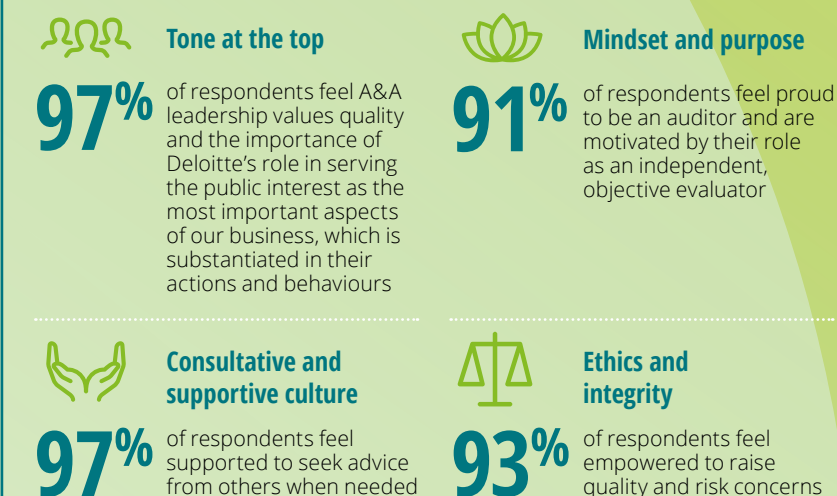 Tone at the top
97%
of respondents feel A&A
leadership values quality
and the importance of
Deloitte's role in serving
the public interest as the
most important aspects
of our business, which is
substantiated in their
actions and behaviours
Mindset and purpose
91%
of respondents feel proud
to be an auditor and are
motivated by their role
as an independent,
objective evaluator
Consultative and
supportive culture
97%
of respondents feel
supported to seek advice
from others when needed
Ethics and
integrity
93%
of respondents feel
empowered to raise
quality and risk concerns